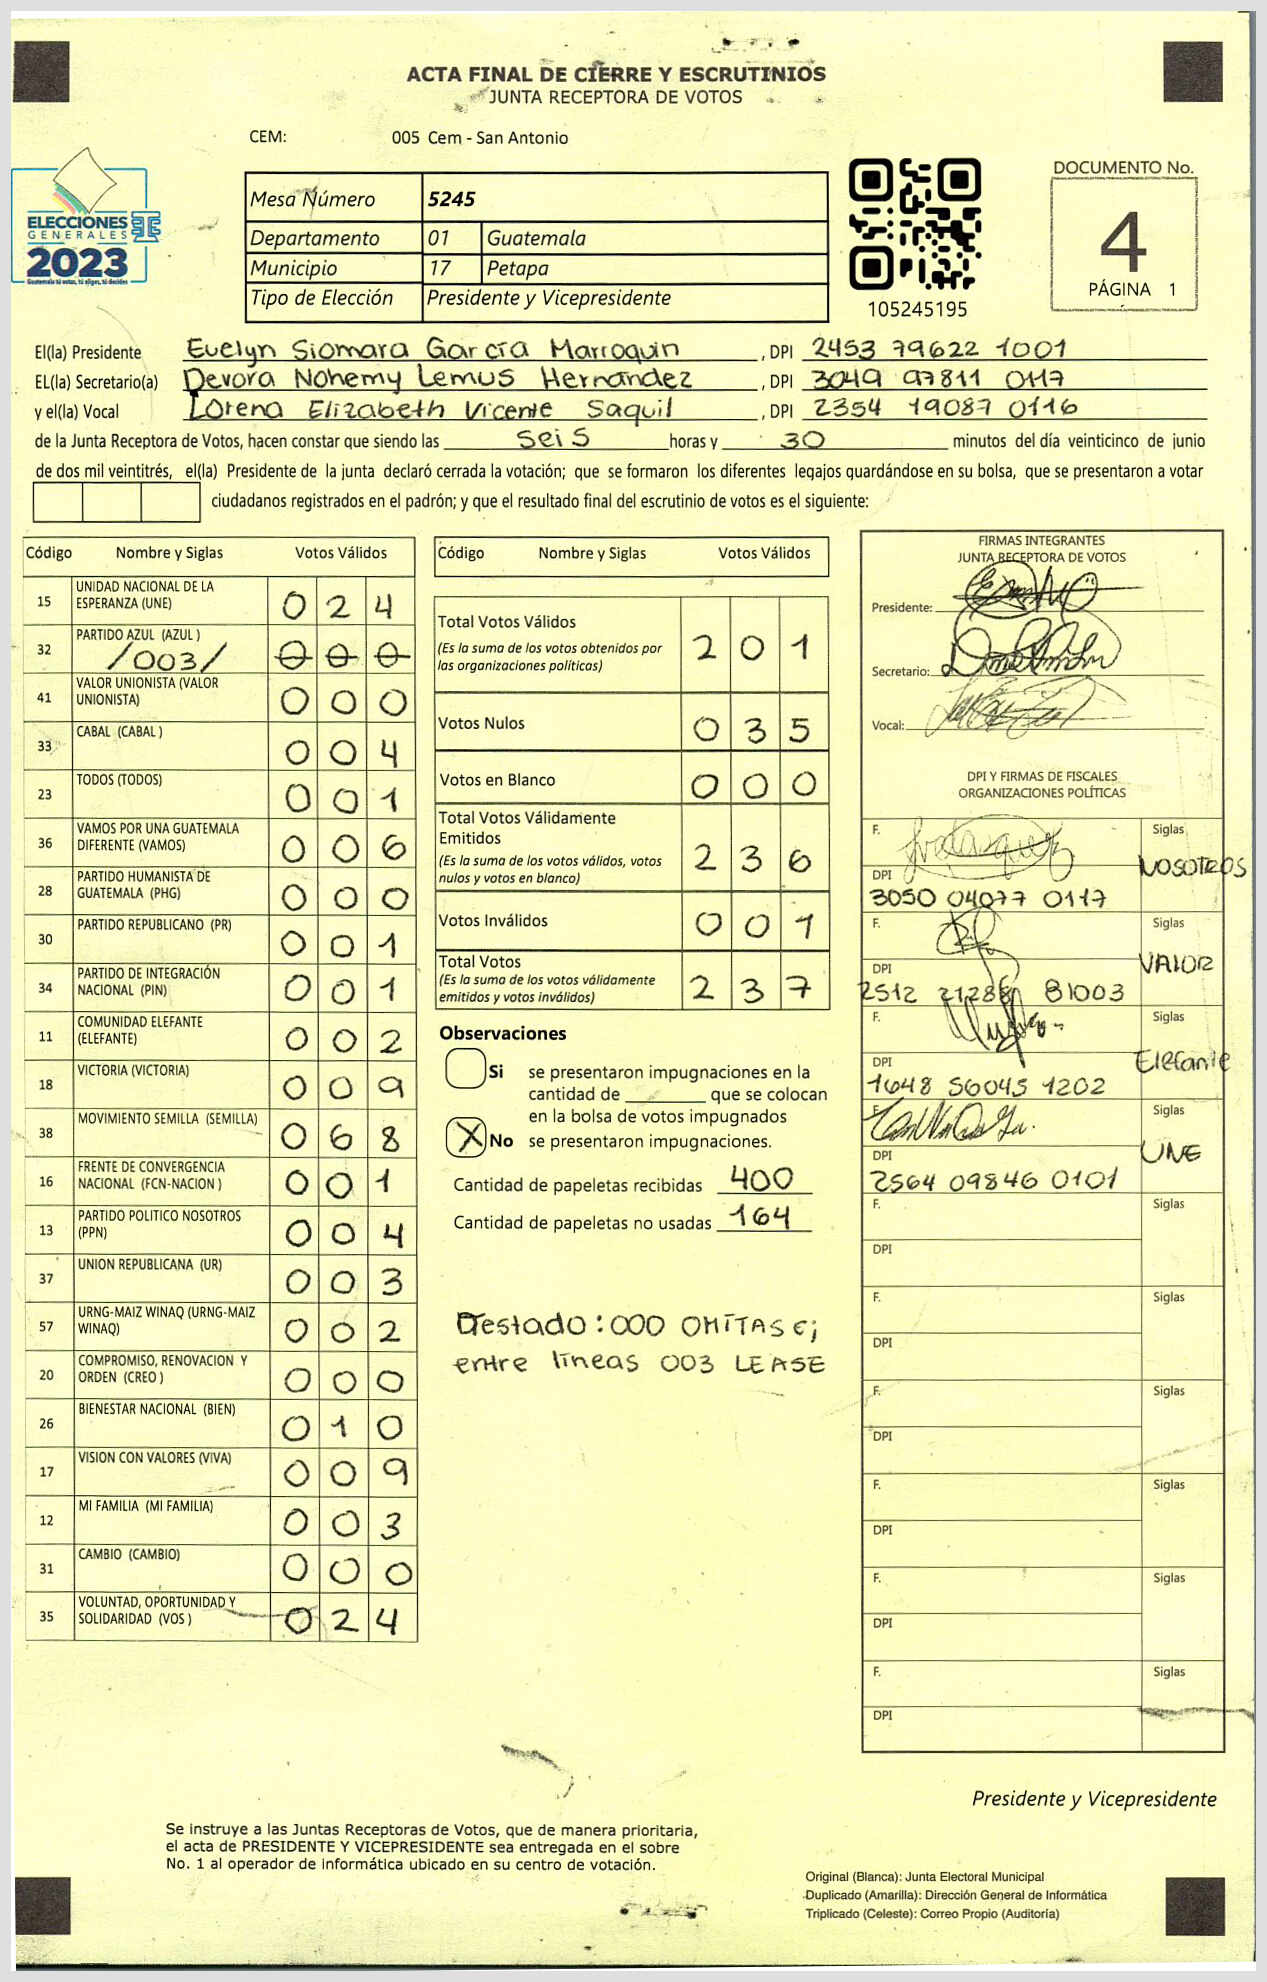 ACTA FINAL DE CIERRE Y ESCRUTINIOS
JUNTA RECEPTORA DE VOTOS
CEM: 005 Cem - San Antonio
ELECCIONES
GENERALES
2023
Guatemala tú votas, tú eliges, tú decides
Mesa Número 5245
Departamento 01 Guatemala
Municipio 17 Petapa
Tipo de Elección Presidente y Vicepresidente
105245195
DOCUMENTO No.
4
PÁGINA 1
El(la) Presidente Evelyn Siomara García Marroquin , DPI 2453 79622 1001
EL(la) Secretario(a) Devora Nohemy Lemus Hernández , DPI 3049 97811 0117
y el(la) Vocal Lorena Elizabeth Vicente Saquil , DPI 2354 19087 0116
de la Junta Receptora de Votos, hacen constar que siendo las seis horas y 30 minutos del día veinticinco de junio
de dos mil veintitrés, el(la) Presidente de la junta declaró cerrada la votación; que se formaron los diferentes legajos guardándose en su bolsa, que se presentaron a votar
ciudadanos registrados en el padrón; y que el resultado final del escrutinio de votos es el siguiente:
Código Nombre y Siglas Votos Válidos
15 UNIDAD NACIONAL DE LA
ESPERANZA (UNE) 0 2 4
32 PARTIDO AZUL (AZUL )
/003/ 0 0 0
41 VALOR UNIONISTA (VALOR
UNIONISTA) 0 0 0
33 CABAL (CABAL ) 0 0 4
23 TODOS (TODOS) 0 0 1
36 VAMOS POR UNA GUATEMALA
DIFERENTE (VAMOS) 0 0 6
28 PARTIDO HUMANISTA DE
GUATEMALA (PHG) 0 0 0
30 PARTIDO REPUBLICANO (PR) 0 0 1
34 PARTIDO DE INTEGRACIÓN
NACIONAL (PIN) 0 0 1
11 COMUNIDAD ELEFANTE
(ELEFANTE) 0 0 2
18 VICTORIA (VICTORIA) 0 0 9
38 MOVIMIENTO SEMILLA (SEMILLA) 0 6 8
16 FRENTE DE CONVERGENCIA
NACIONAL (FCN-NACION ) 0 0 1
13 PARTIDO POLITICO NOSOTROS
(PPN) 0 0 4
37 UNION REPUBLICANA (UR) 0 0 3
57 URNG-MAIZ WINAQ (URNG-MAIZ
WINAQ) 0 0 2
20 COMPROMISO, RENOVACION Y
ORDEN (CREO ) 0 0 0
26 BIENESTAR NACIONAL (BIEN) 0 1 0
17 VISION CON VALORES (VIVA) 0 0 9
12 MI FAMILIA (MI FAMILIA) 0 0 3
31 CAMBIO (CAMBIO) 0 0 0
35 VOLUNTAD, OPORTUNIDAD Y
SOLIDARIDAD (VOS ) 0 2 4
Código Nombre y Siglas Votos Válidos
Total Votos Válidos
(Es la suma de los votos obtenidos por
las organizaciones políticas) 2 0 1
Votos Nulos 0 3 5
Votos en Blanco 0 0 0
Total Votos Válidamente
Emitidos
(Es la suma de los votos válidos, votos
nulos y votos en blanco) 2 3 6
Votos Inválidos 0 0 1
Total Votos
(Es la suma de los votos válidamente
emitidos y votos inválidos) 2 3 7
Observaciones
Si se presentaron impugnaciones en la
cantidad de ________ que se colocan
en la bolsa de votos impugnados
X No se presentaron impugnaciones.
Cantidad de papeletas recibidas 400
Cantidad de papeletas no usadas 164
Testado: 000 OMITASE;
entre líneas 003 LEASE
FIRMAS INTEGRANTES
JUNTA RECEPTORA DE VOTOS
Presidente:
Secretario:
Vocal:
DPI Y FIRMAS DE FISCALES
ORGANIZACIONES POLÍTICAS
F. Siglas
NOSOTROS
DPI
3050 04077 0117
F. Siglas
VALOR
DPI
2512 21288 81003
F. Siglas
Elefante
DPI
1648 56045 1202
F. Siglas
UNE
DPI
2564 09846 0101
F. Siglas
DPI
F. Siglas
DPI
F. Siglas
DPI
F. Siglas
DPI
F. Siglas
DPI
F. Siglas
DPI
Presidente y Vicepresidente
Se instruye a las Juntas Receptoras de Votos, que de manera prioritaria,
el acta de PRESIDENTE Y VICEPRESIDENTE sea entregada en el sobre
No. 1 al operador de informática ubicado en su centro de votación.
Original (Blanca): Junta Electoral Municipal
Duplicado (Amarilla): Dirección General de Informática
Triplicado (Celeste): Correo Propio (Auditoría)